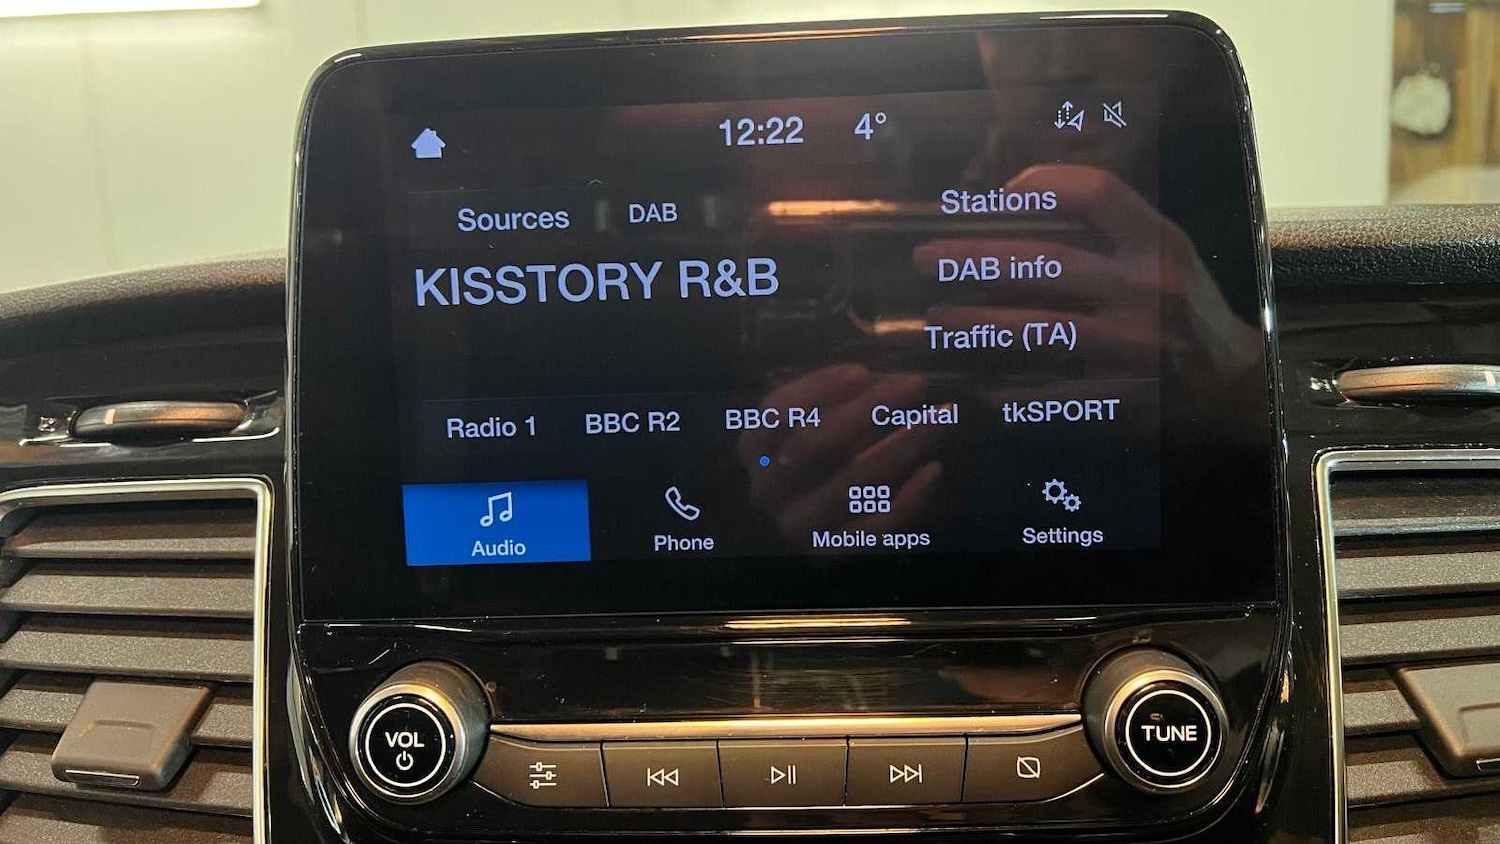 12:22 4°
Sources DAB Stations
KISSTORY R&B
DAB info
Traffic (TA)
Radio 1 BBC R2 BBC R4 Capital tkSPORT
Audio Phone Mobile apps Settings
VOL TUNE